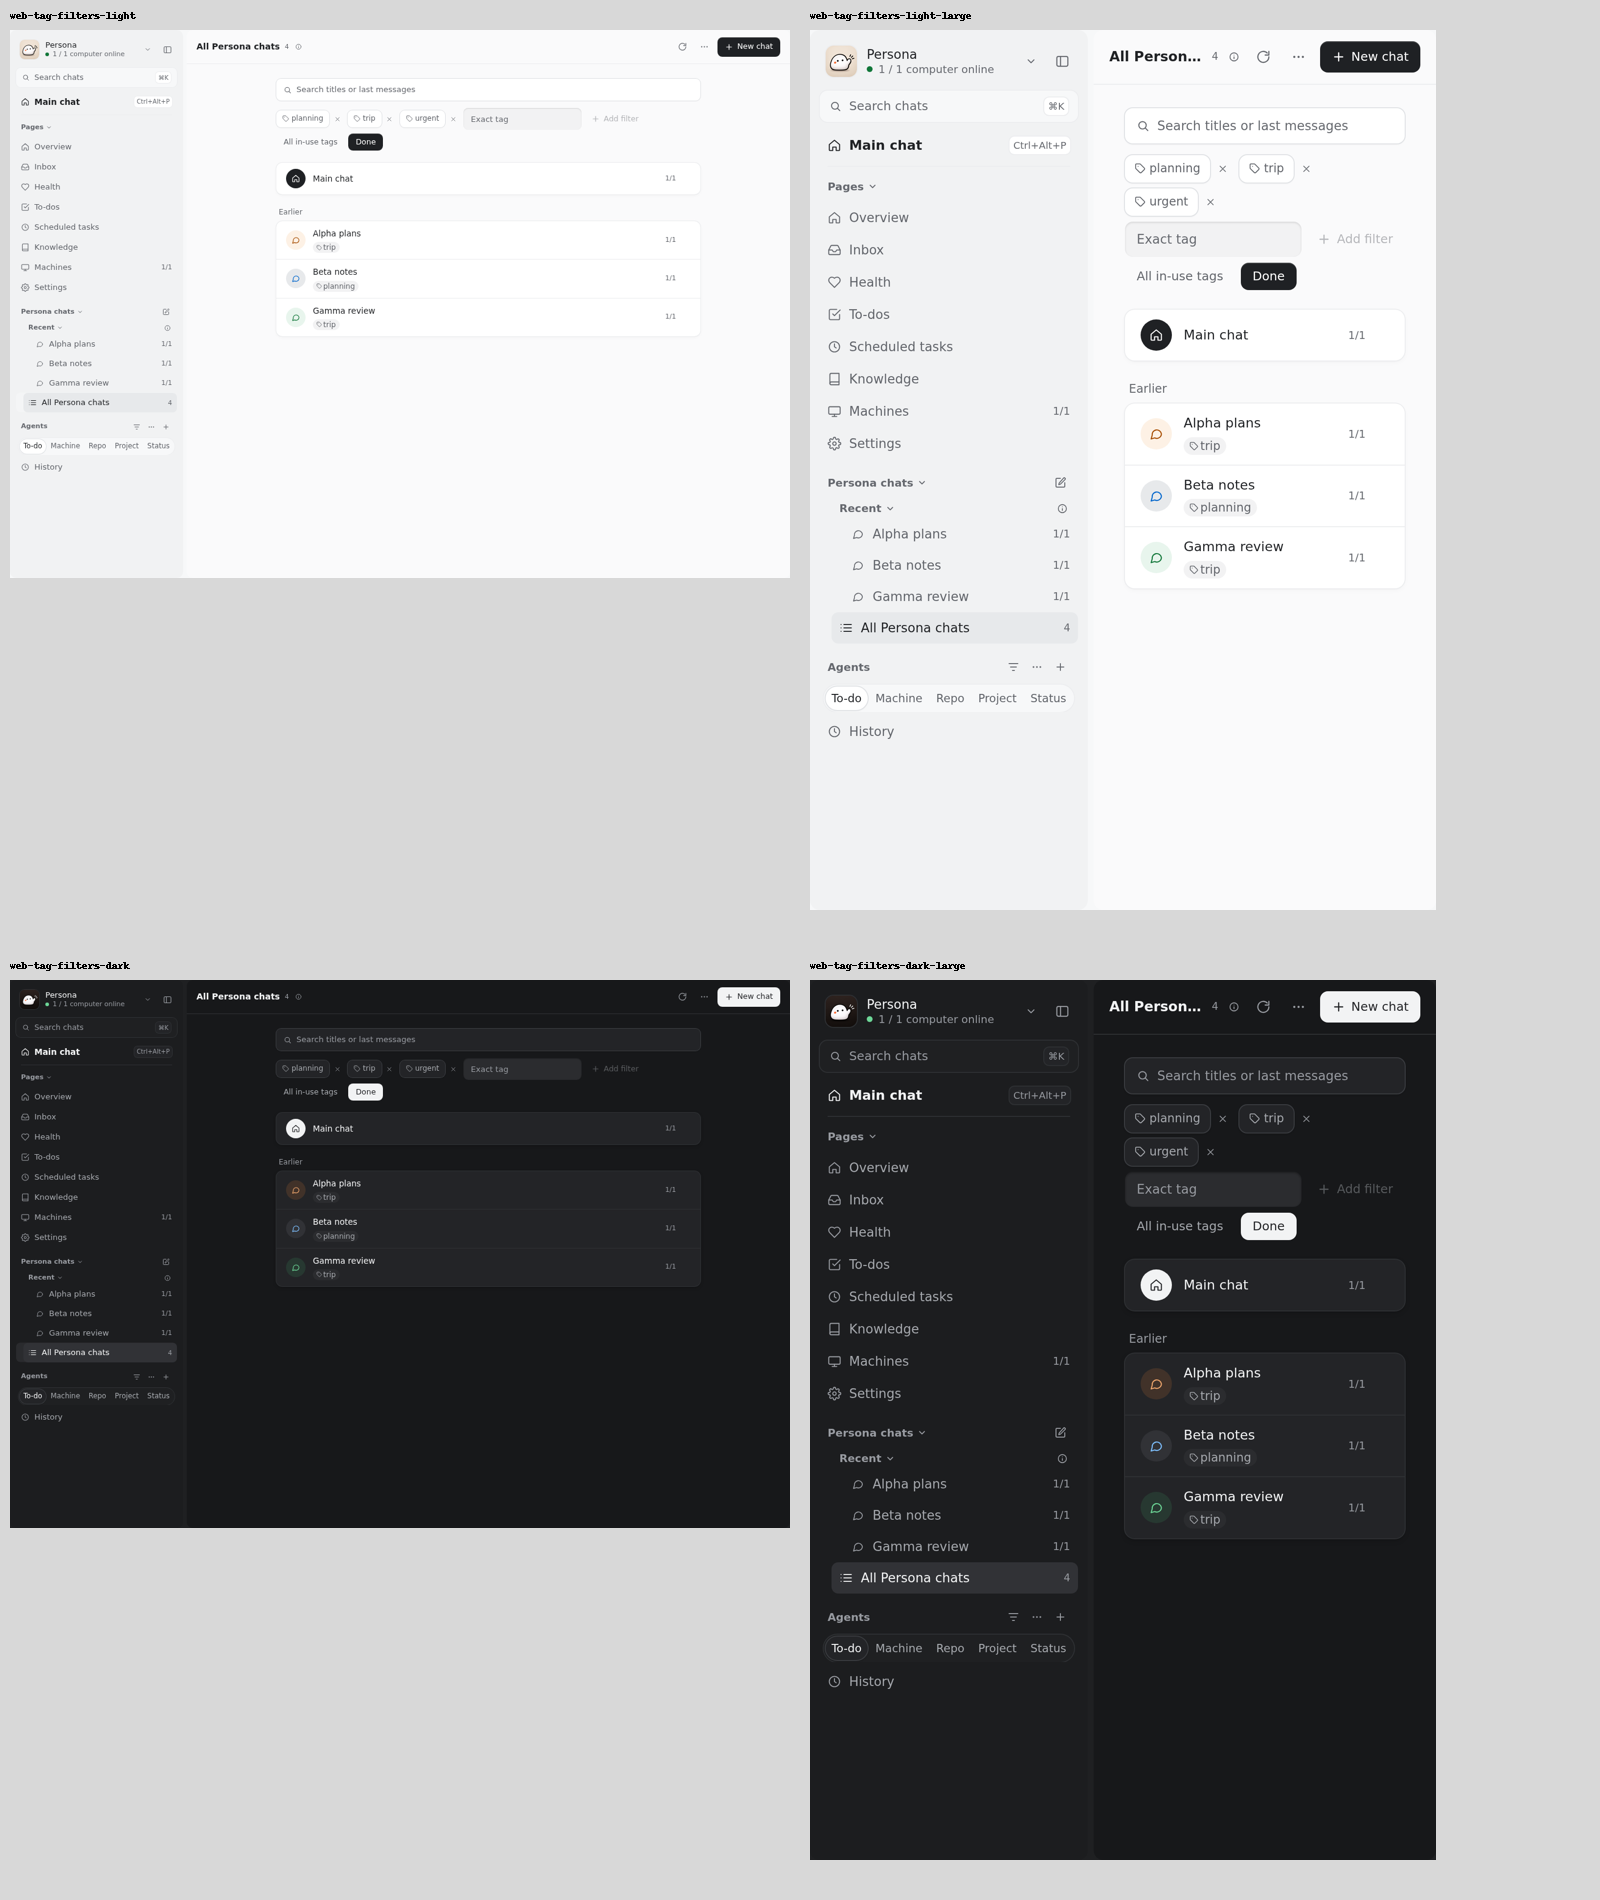 web-tag-filters-light
Persona
1 / 1 computer online
Search chats ⌘K
Main chat Ctrl+Alt+P
Pages
Overview
Inbox
Health
To-dos
Scheduled tasks
Knowledge
Machines 1/1
Settings
Persona chats
Recent
Alpha plans 1/1
Beta notes 1/1
Gamma review 1/1
All Persona chats 4
Agents
To-do Machine Repo Project Status
History
All Persona chats 4
+ New chat
Search titles or last messages
planning × trip × urgent × Exact tag + Add filter
All in-use tags Done
Main chat 1/1
Earlier
Alpha plans 1/1
trip
Beta notes 1/1
planning
Gamma review 1/1
trip
web-tag-filters-light-large
Persona
1 / 1 computer online
Search chats ⌘K
Main chat Ctrl+Alt+P
Pages
Overview
Inbox
Health
To-dos
Scheduled tasks
Knowledge
Machines 1/1
Settings
Persona chats
Recent
Alpha plans 1/1
Beta notes 1/1
Gamma review 1/1
All Persona chats 4
Agents
To-do Machine Repo Project Status
History
All Person... 4
+ New chat
Search titles or last messages
planning × trip ×
urgent ×
Exact tag + Add filter
All in-use tags Done
Main chat 1/1
Earlier
Alpha plans 1/1
trip
Beta notes 1/1
planning
Gamma review 1/1
trip
web-tag-filters-dark
Persona
1 / 1 computer online
Search chats ⌘K
Main chat Ctrl+Alt+P
Pages
Overview
Inbox
Health
To-dos
Scheduled tasks
Knowledge
Machines 1/1
Settings
Persona chats
Recent
Alpha plans 1/1
Beta notes 1/1
Gamma review 1/1
All Persona chats 4
Agents
To-do Machine Repo Project Status
History
All Persona chats 4
+ New chat
Search titles or last messages
planning × trip × urgent × Exact tag + Add filter
All in-use tags Done
Main chat 1/1
Earlier
Alpha plans 1/1
trip
Beta notes 1/1
planning
Gamma review 1/1
trip
web-tag-filters-dark-large
Persona
1 / 1 computer online
Search chats ⌘K
Main chat Ctrl+Alt+P
Pages
Overview
Inbox
Health
To-dos
Scheduled tasks
Knowledge
Machines 1/1
Settings
Persona chats
Recent
Alpha plans 1/1
Beta notes 1/1
Gamma review 1/1
All Persona chats 4
Agents
To-do Machine Repo Project Status
History
All Person... 4
+ New chat
Search titles or last messages
planning × trip ×
urgent ×
Exact tag + Add filter
All in-use tags Done
Main chat 1/1
Earlier
Alpha plans 1/1
trip
Beta notes 1/1
planning
Gamma review 1/1
trip